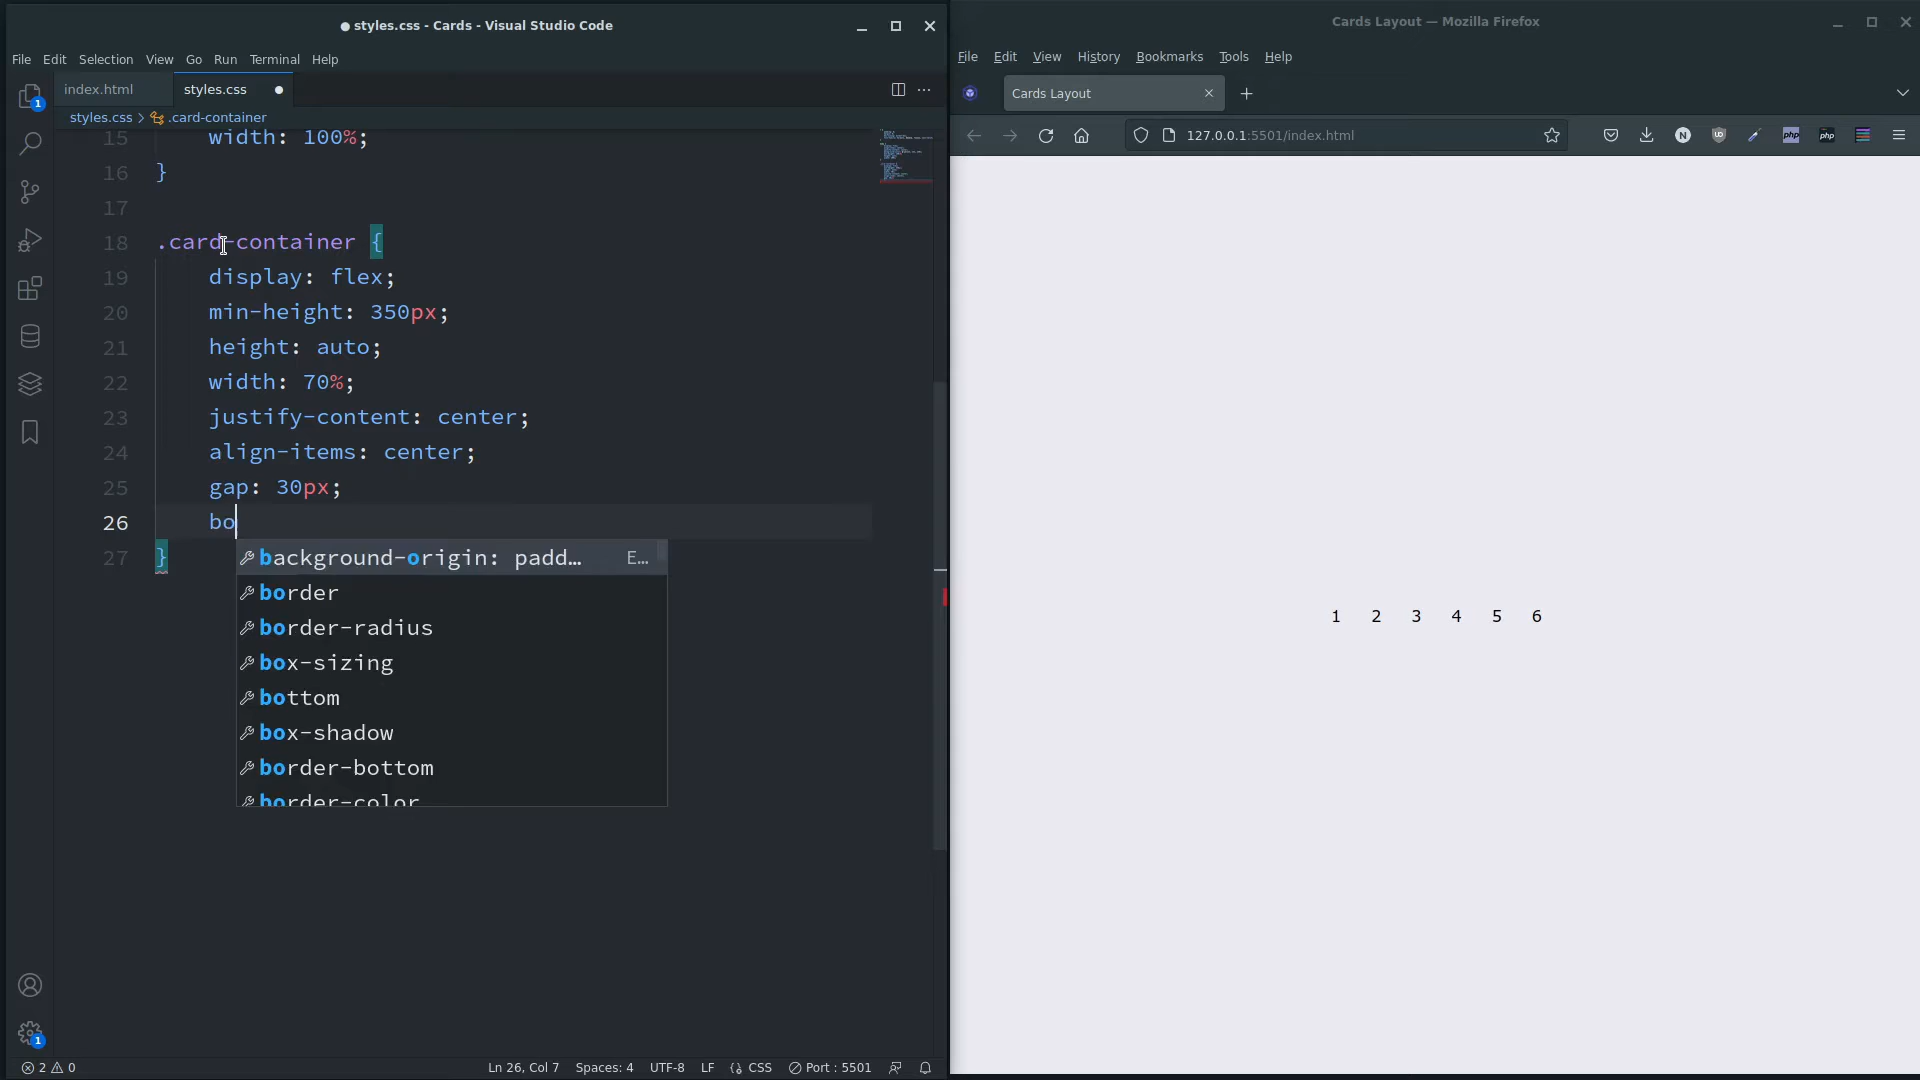 styles.css - Cards - Visual Studio Code
File Edit Selection View Go Run Terminal Help
index.html styles.css
styles.css > .card-container
15 width: 100%;
16 }
17
18 .card-container {
19 display: flex;
20 min-height: 350px;
21 height: auto;
22 width: 70%;
23 justify-content: center;
24 align-items: center;
25 gap: 30px;
26 bo
27 }
background-origin: padd… E…
border
border-radius
box-sizing
bottom
box-shadow
border-bottom
border-color
1
1
2 0 Ln 26, Col 7 Spaces: 4 UTF-8 LF CSS Port : 5501
Cards Layout — Mozilla Firefox
File Edit View History Bookmarks Tools Help
Cards Layout
127.0.0.1:5501/index.html
N php php
1 2 3 4 5 6